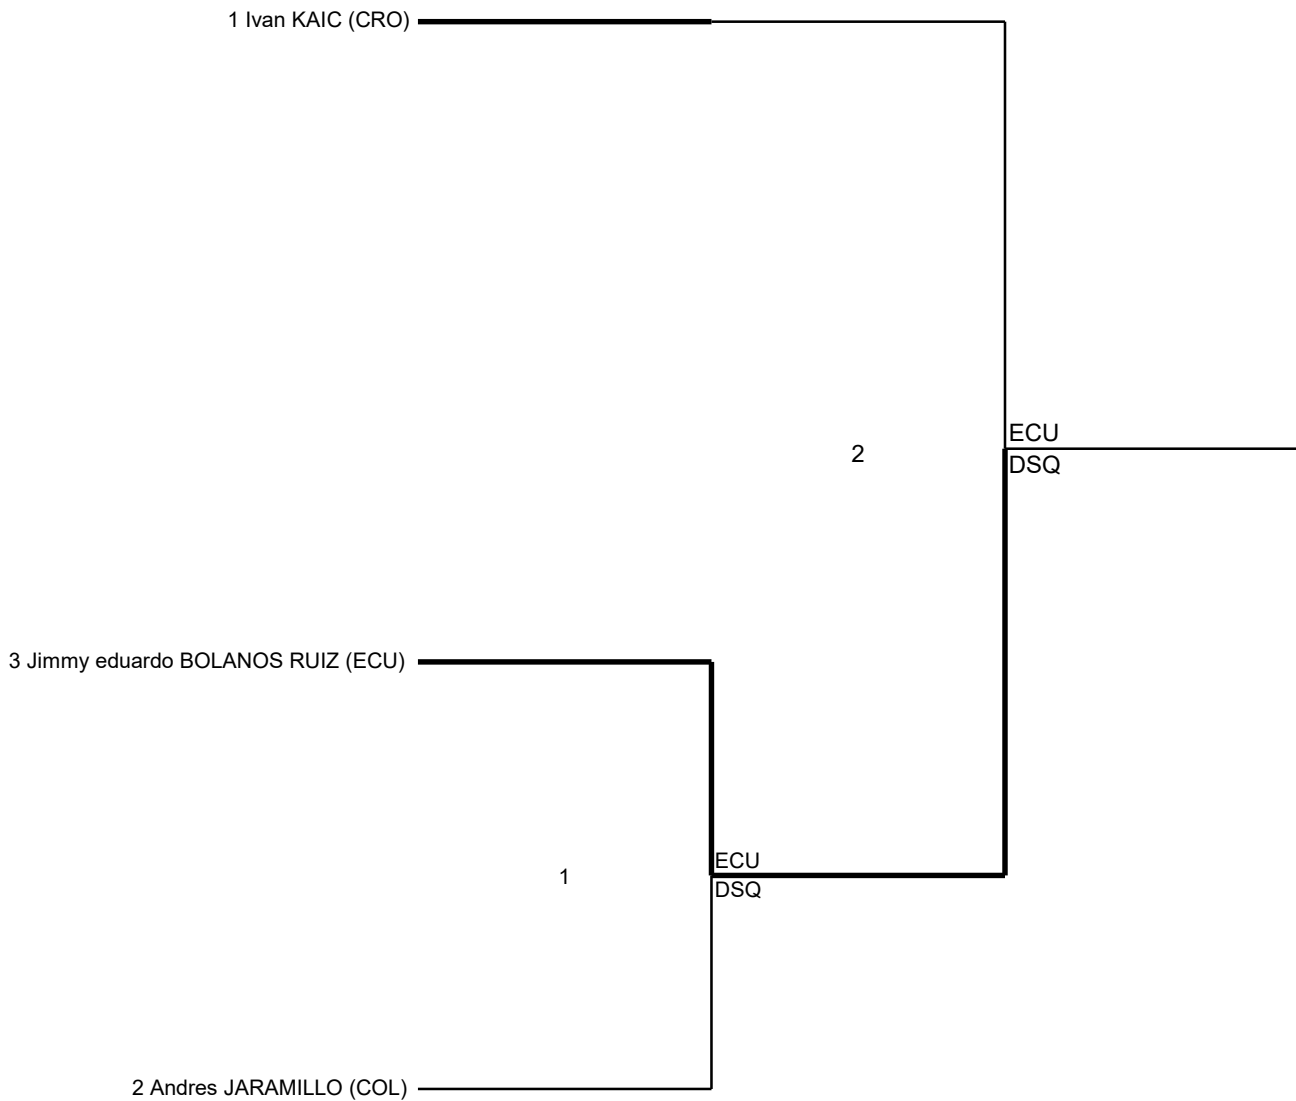 1 Ivan KAIC (CRO)
ECU
2
DSQ
3 Jimmy eduardo BOLANOS RUIZ (ECU)
ECU
1
DSQ
2 Andres JARAMILLO (COL)